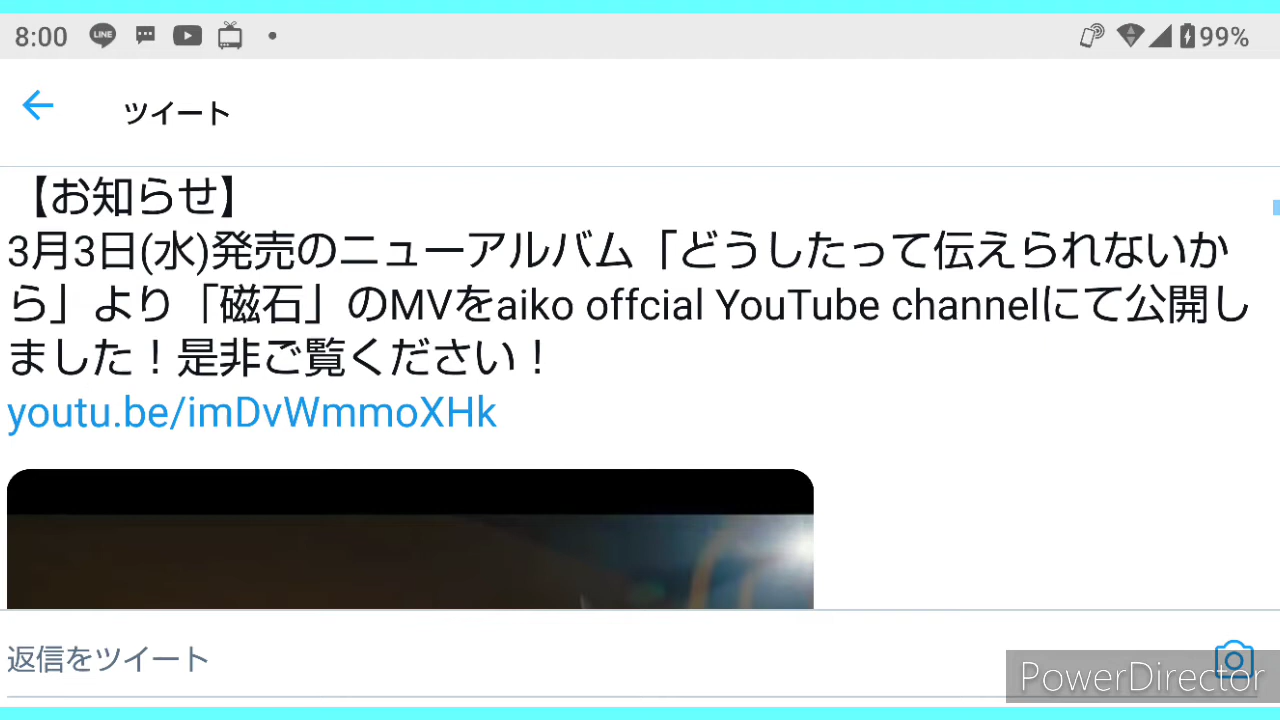 8:00 LINE 99%
ツイート
【お知らせ】
3月3日(水)発売のニューアルバム「どうしたって伝えられないか
ら」より「磁石」のMVをaiko offcial YouTube channelにて公開し
ました！是非ご覧ください！
youtu.be/imDvWmmoXHk
返信をツイート
PowerDirector